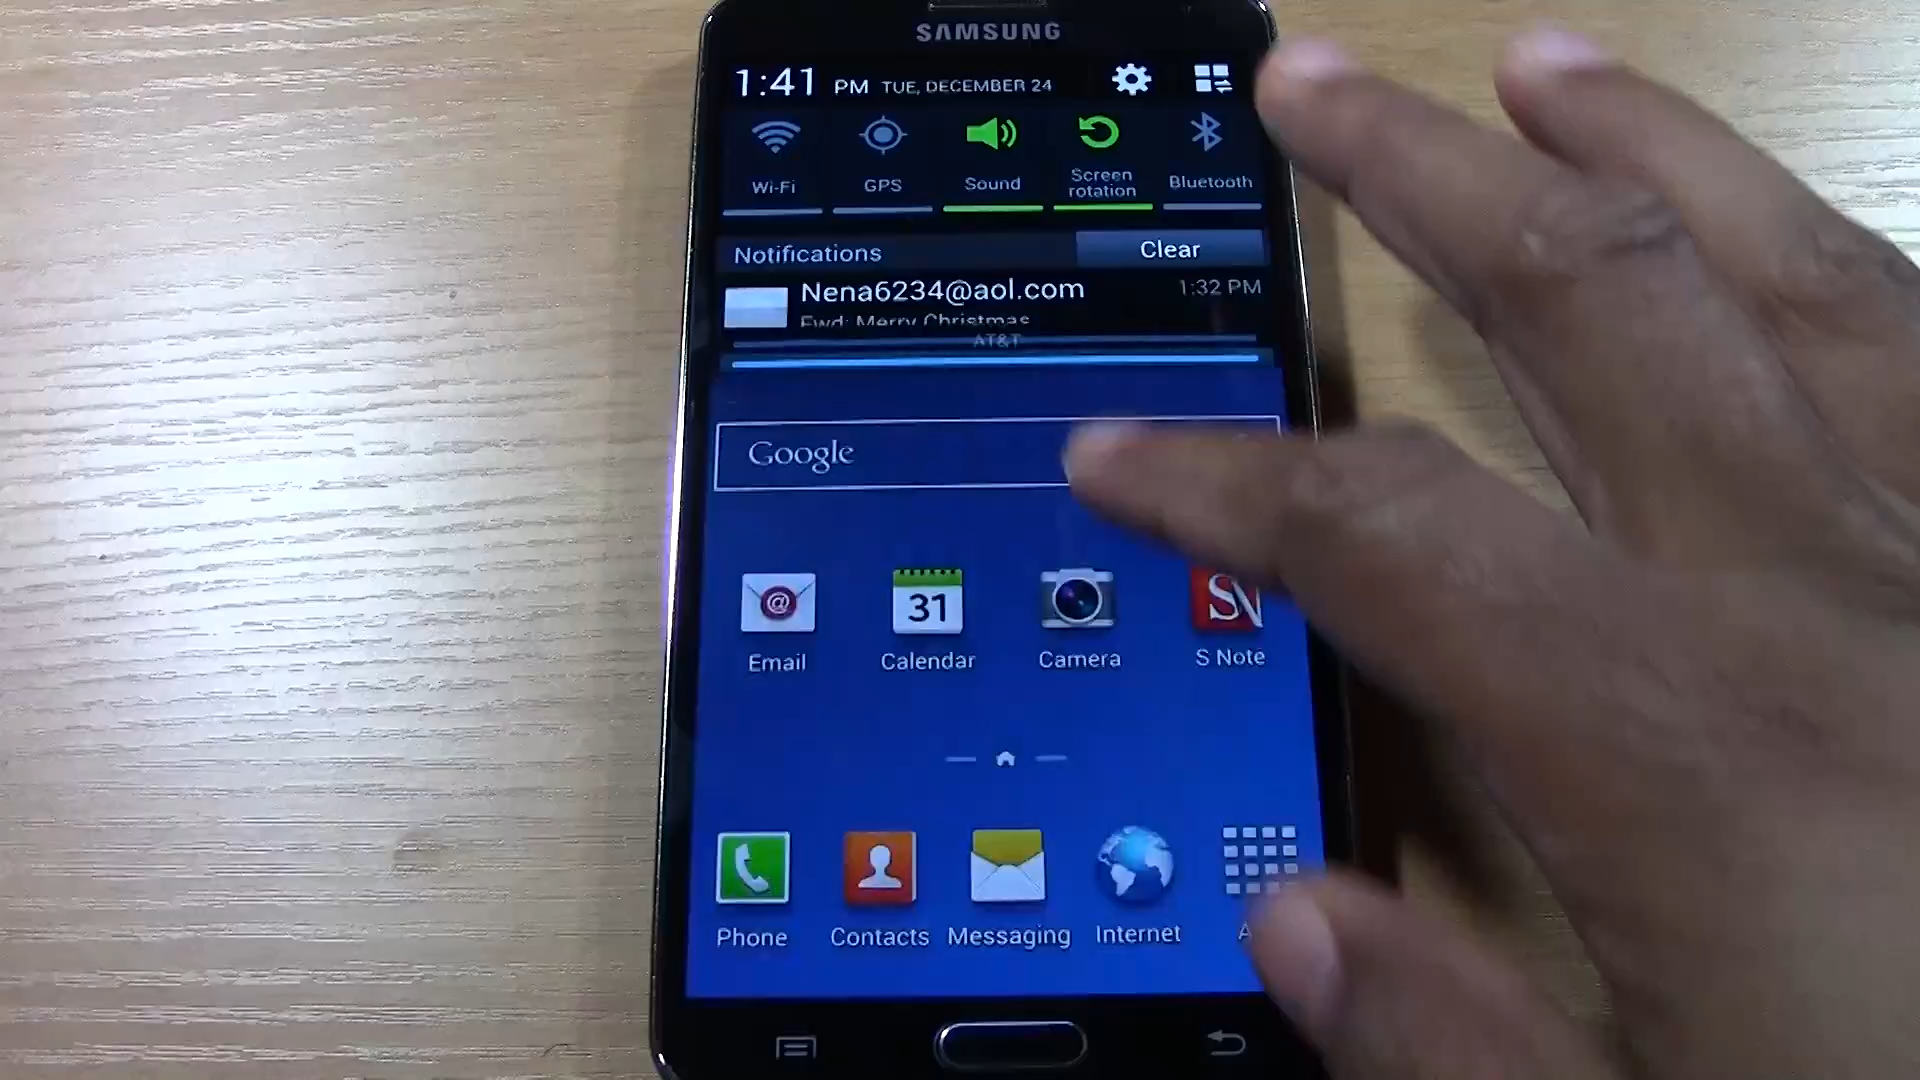 SAMSUNG
1:41 PM TUE, DECEMBER 24
Wi-Fi GPS Sound Screen rotation Bluetooth
Notifications Clear
Nena6234@aol.com 1:32 PM
Fwd: Merry Christmas
AT&T
Google
31
Email Calendar Camera S Note
Phone Contacts Messaging Internet